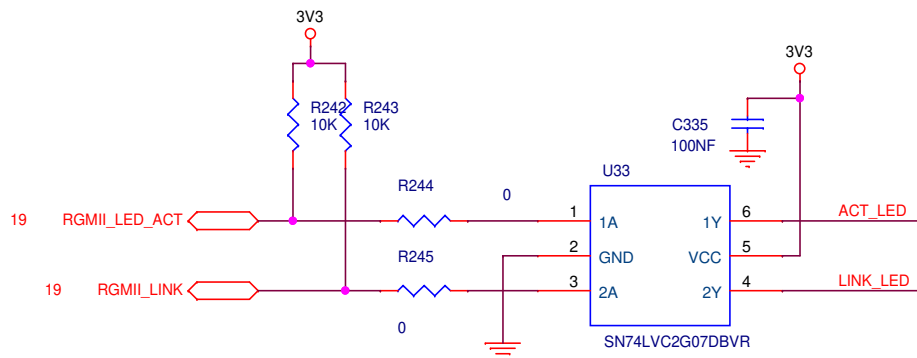 3V3
3V3
R242
10K
R243
10K
C335
100NF
R244
0
U33
19 RGMII_LED_ACT
1 1A 1Y 6 ACT_LED
2 GND VCC 5
R245
19 RGMII_LINK
3 2A 2Y 4 LINK_LED
0
SN74LVC2G07DBVR